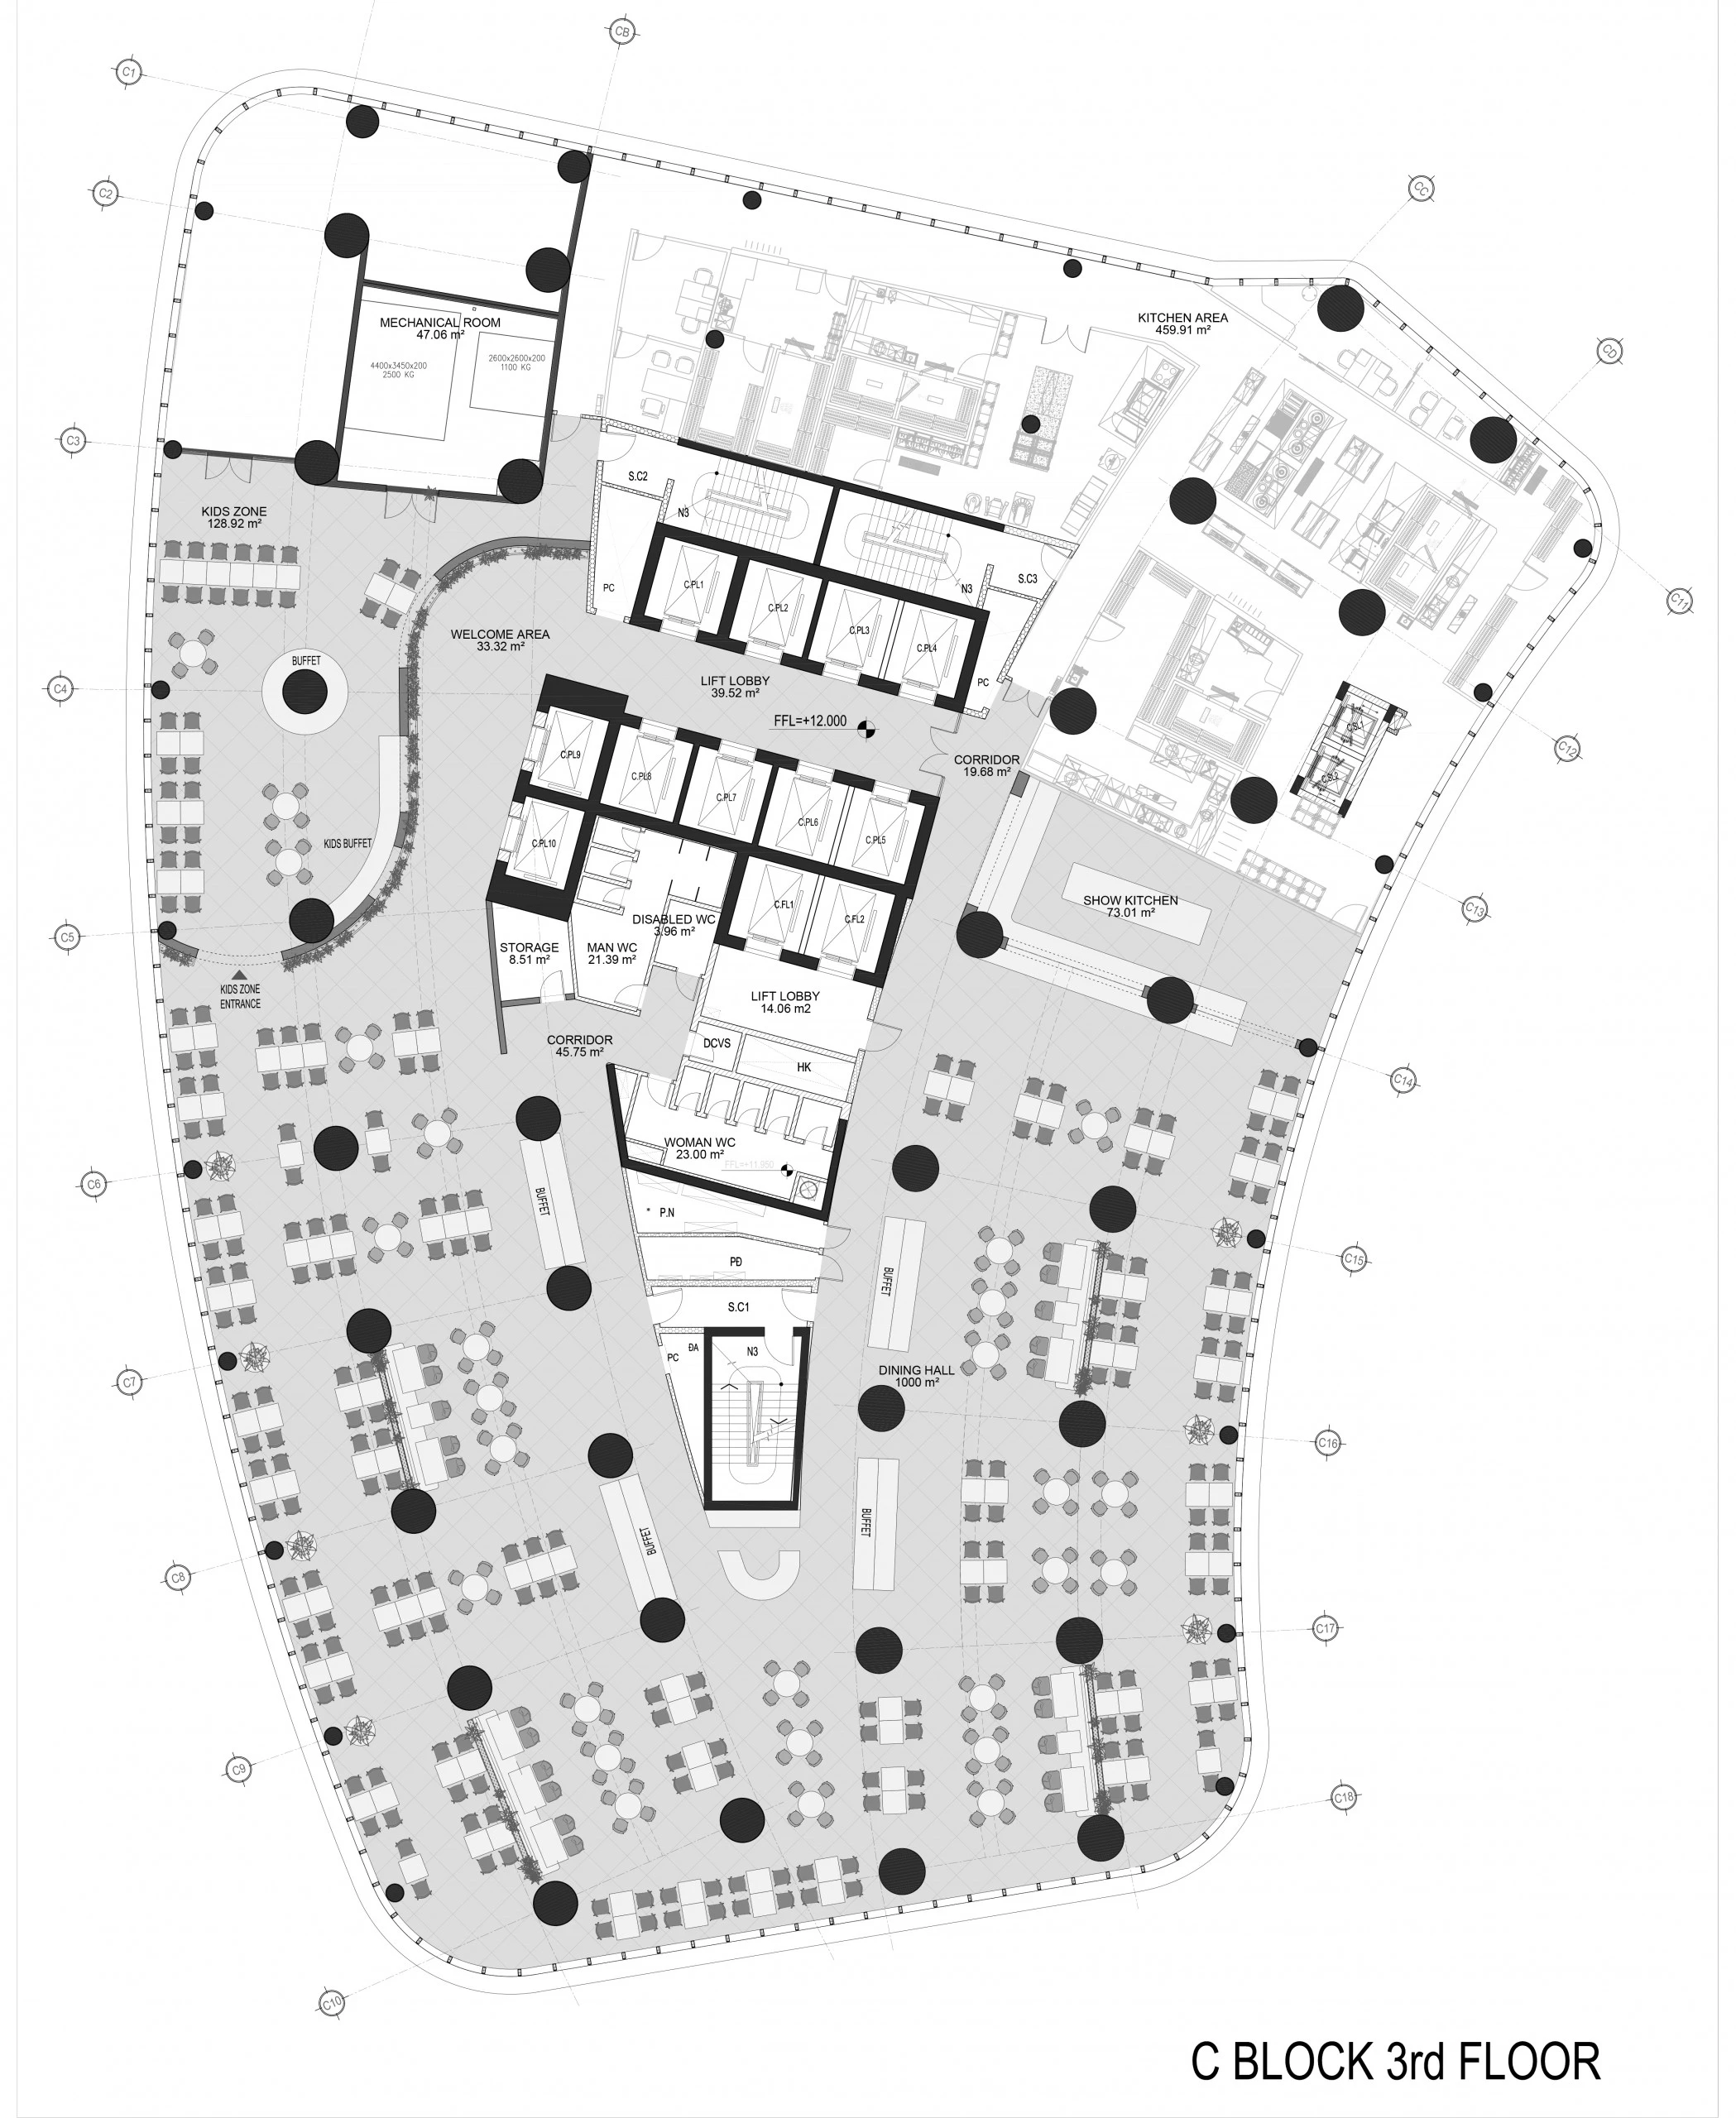 CB
C1
C2
CC
MECHANICAL ROOM
47.06 m²
4400x3450x200
2500 KG
2600x2600x200
1100 KG
KITCHEN AREA
459.91 m²
CD
C3
S.C2
N3
KIDS ZONE
128.92 m²
S.C3
N3
PC
C.PL1
C.PL2
C.PL3
C.PL4
C11
WELCOME AREA
33.32 m²
BUFFET
LIFT LOBBY
39.52 m²
PC
C4
FFL=+12.000
C.SL1
C12
C.PL9
C.PL8
C.PL7
C.PL6
C.PL5
CORRIDOR
19.68 m²
C.SL2
KIDS BUFFET
C.PL10
C.FL1
C.FL2
SHOW KITCHEN
73.01 m²
C13
C5
DISABLED WC
3.96 m²
STORAGE
8.51 m²
MAN WC
21.39 m²
KIDS ZONE
ENTRANCE
LIFT LOBBY
14.06 m2
CORRIDOR
45.75 m²
DCVS
HK
C14
WOMAN WC
23.00 m²
FFL=+11.950
C6
BUFFET
P.N
PĐ
BUFFET
C15
S.C1
ĐA
PC
N3
DINING HALL
1000 m²
C7
C16
BUFFET
BUFFET
C8
C17
C9
C18
C10
C BLOCK 3rd FLOOR